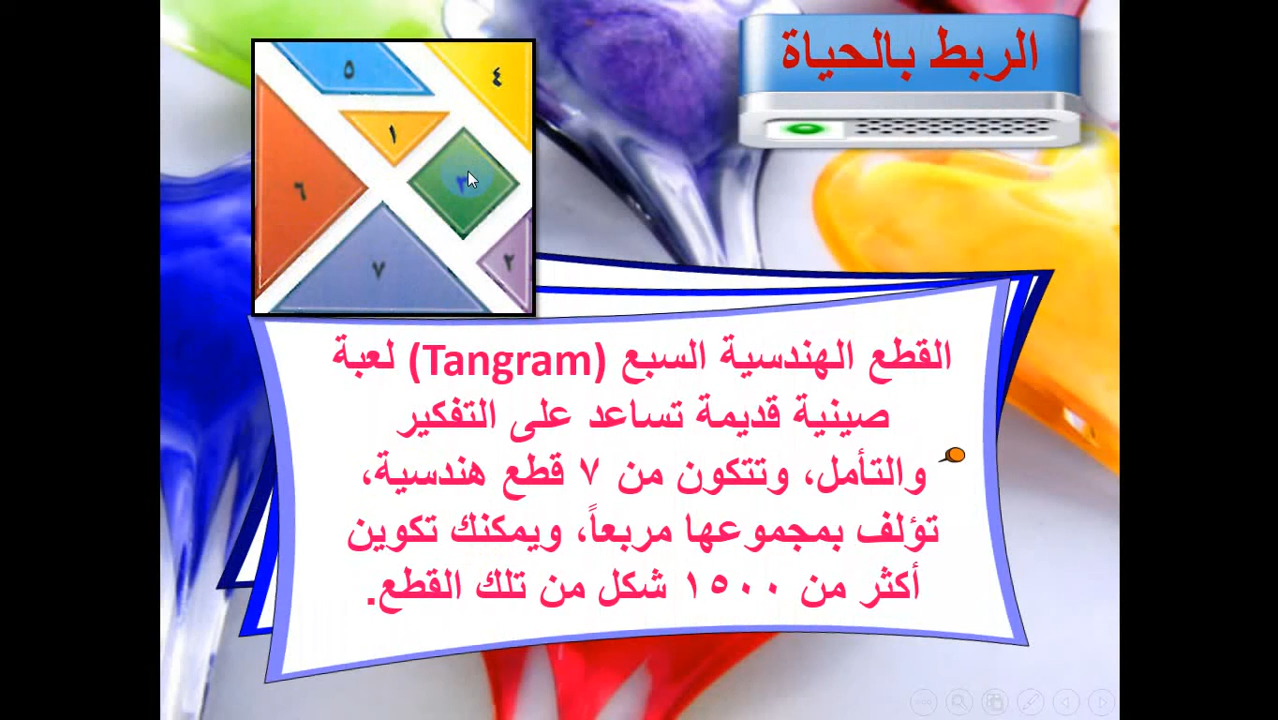 الربط بالحياة
٥
٤
١
٣
٦
٧
٢
القطع الهندسية السبع (Tangram) لعبة
صينية قديمة تساعد على التفكير
والتأمل، وتتكون من ٧ قطع هندسية،
تؤلف بمجموعها مربعاً، ويمكنك تكوين
أكثر من ١٥٠٠ شكل من تلك القطع.